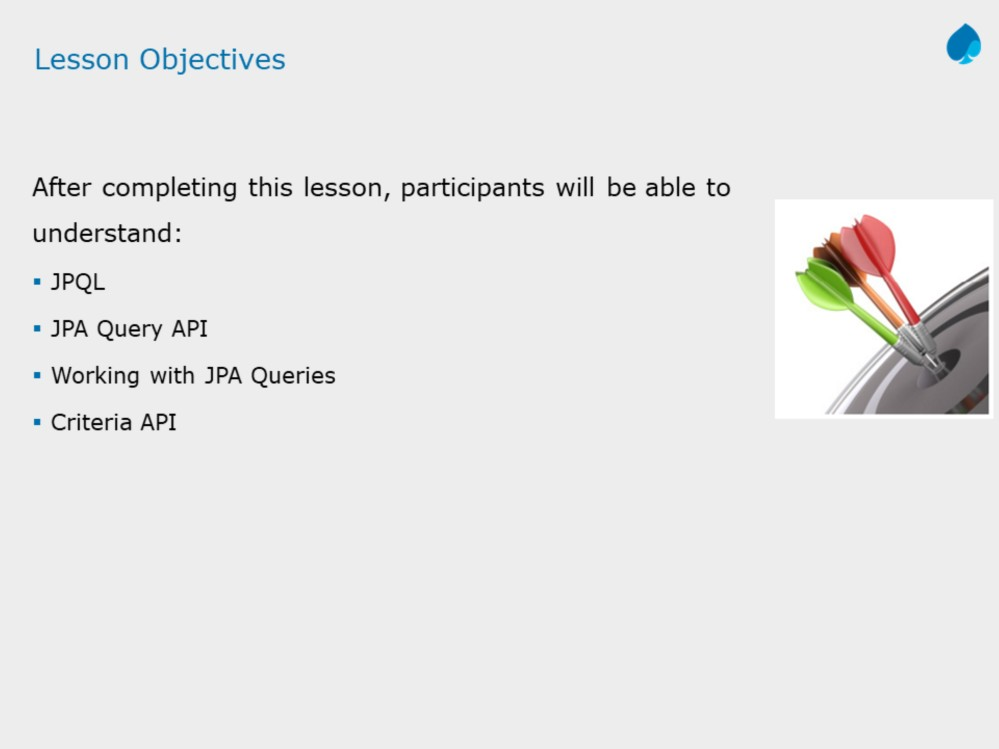 Lesson Objectives
After completing this lesson, participants will be able to
understand:
▪ JPQL
▪ JPA Query API
▪ Working with JPA Queries
▪ Criteria API